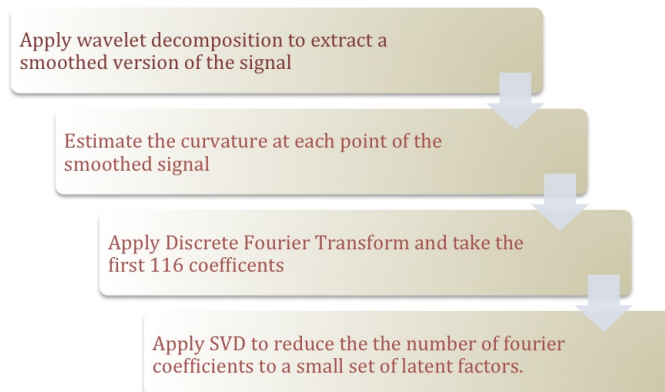 Apply wavelet decomposition to extract a
smoothed version of the signal
Estimate the curvature at each point of the
smoothed signal
Apply Discrete Fourier Transform and take the
first 116 coefficents
Apply SVD to reduce the the number of fourier
coefficients to a small set of latent factors.